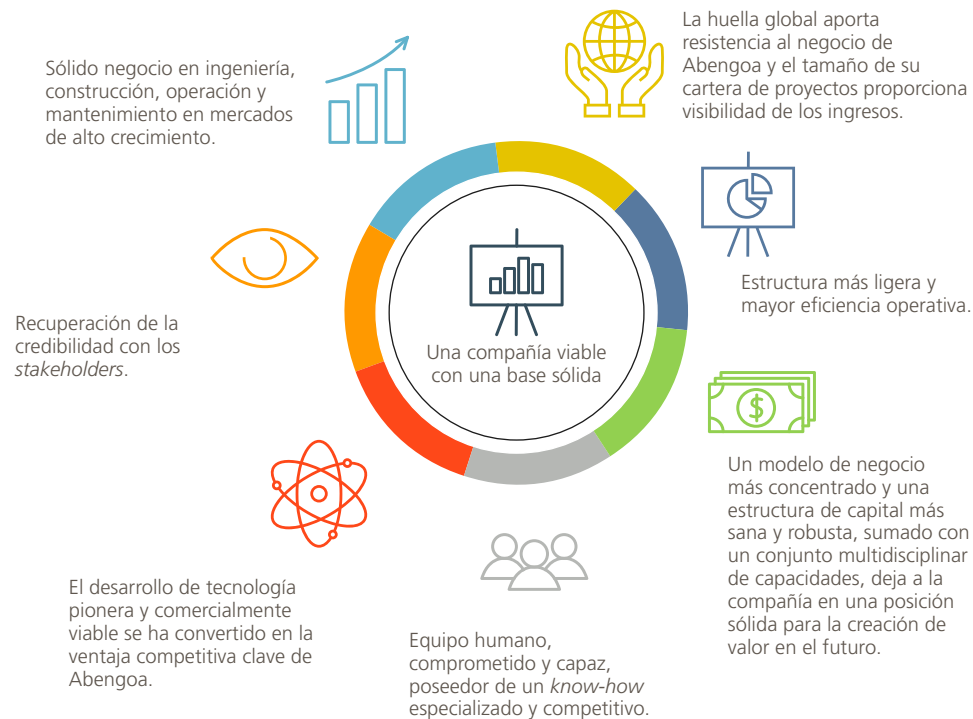 Sólido negocio en ingeniería,
construcción, operación y
mantenimiento en mercados
de alto crecimiento.
La huella global aporta
resistencia al negocio de
Abengoa y el tamaño de su
cartera de proyectos proporciona
visibilidad de los ingresos.
Estructura más ligera y
mayor eficiencia operativa.
Recuperación de la
credibilidad con los
stakeholders.
Una compañía viable
con una base sólida
$
Un modelo de negocio
más concentrado y una
estructura de capital más
sana y robusta, sumado con
un conjunto multidisciplinar
de capacidades, deja a la
compañía en una posición
sólida para la creación de
valor en el futuro.
El desarrollo de tecnología
pionera y comercialmente
viable se ha convertido en la
ventaja competitiva clave de
Abengoa.
Equipo humano,
comprometido y capaz,
poseedor de un know-how
especializado y competitivo.